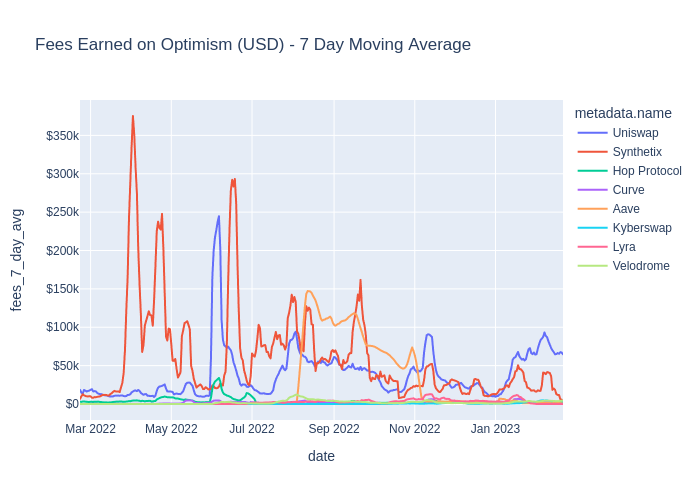 Fees Earned on Optimism (USD) - 7 Day Moving Average
metadata.name
Uniswap
Synthetix
Hop Protocol
Curve
Aave
Kyberswap
Lyra
Velodrome
fees_7_day_avg
$350k
$300k
$250k
$200k
$150k
$100k
$50k
$0
Mar 2022
May 2022
Jul 2022
Sep 2022
Nov 2022
Jan 2023
date